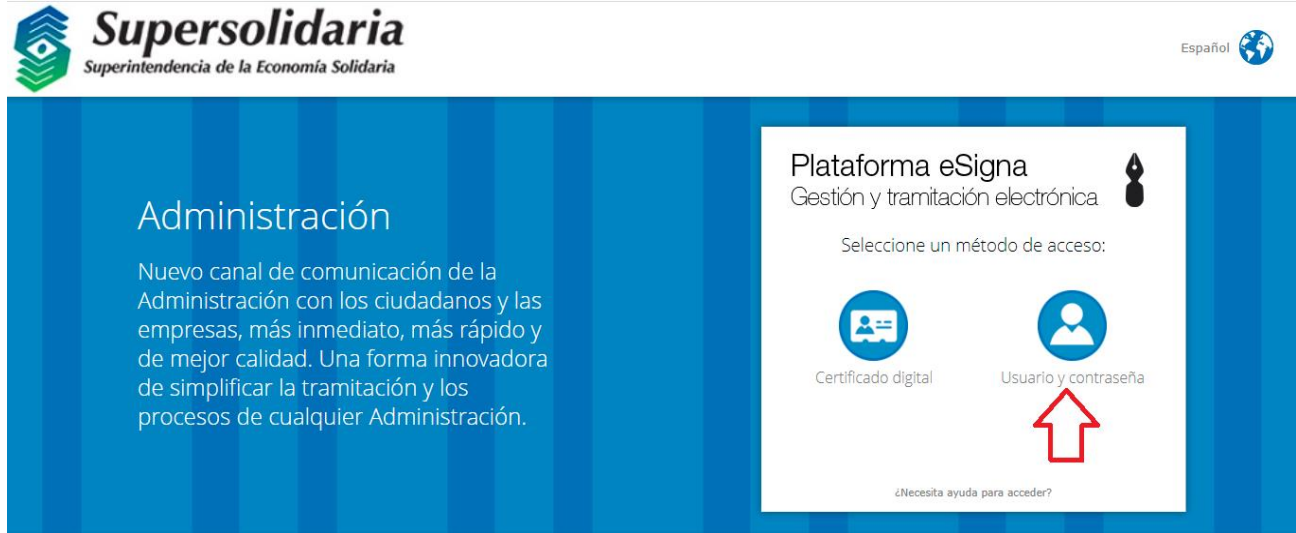 Supersolidaria
Superintendencia de la Economía Solidaria
Español
Administración
Nuevo canal de comunicación de la
Administración con los ciudadanos y las
empresas, más inmediato, más rápido y
de mejor calidad. Una forma innovadora
de simplificar la tramitación y los
procesos de cualquier Administración.
Plataforma eSigna
Gestión y tramitación electrónica
Seleccione un método de acceso:
Certificado digital
Usuario y contraseña
¿Necesita ayuda para acceder?